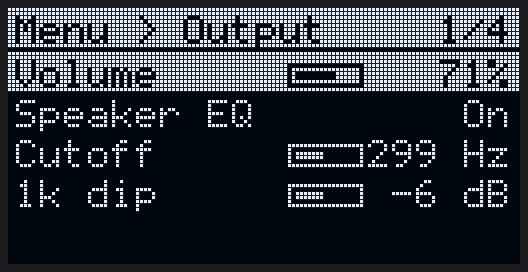 Menu > Output 1/4
Volume 71%
Speaker EQ On
Cutoff 299 Hz
1k dip -6 dB